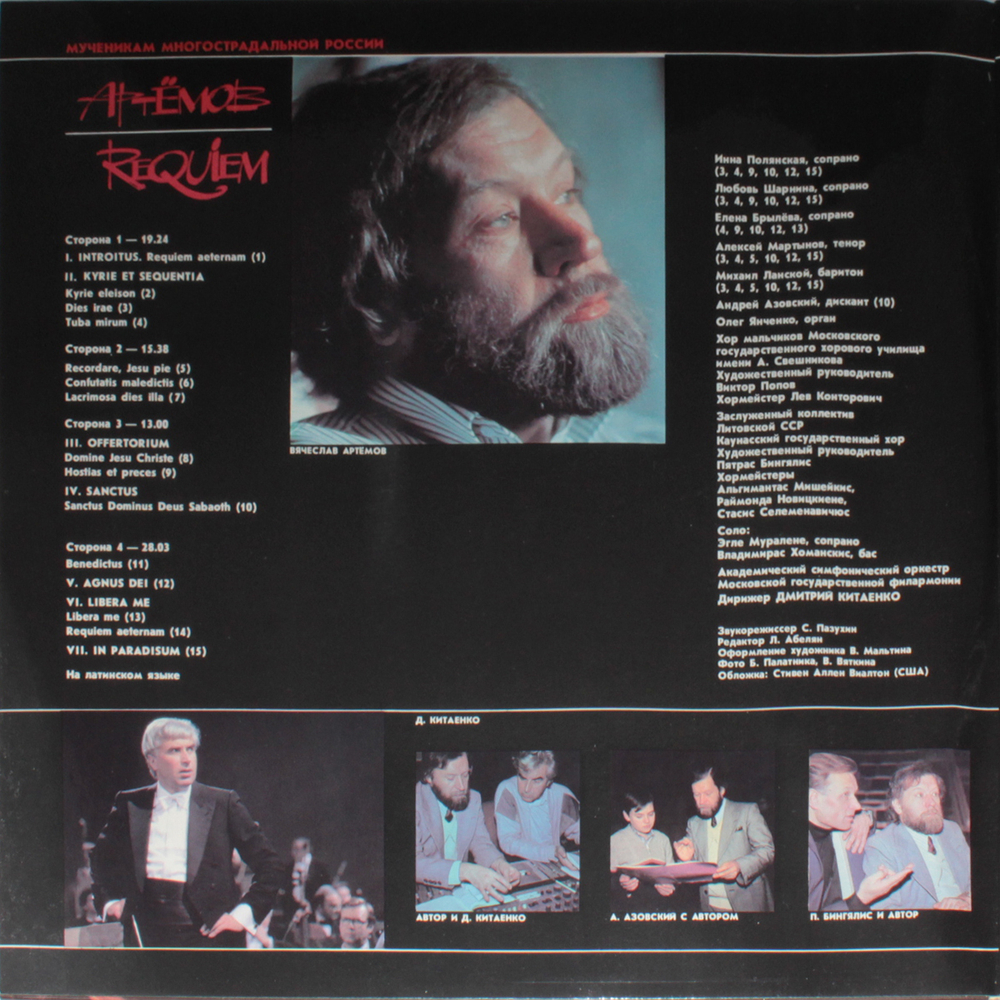 МУЧЕНИКАМ МНОГОСТРАДАЛЬНОЙ РОССИИ
АРТЁМОВ
REQUIEM
Сторона 1 — 19.24
I. INTROITUS. Requiem aeternam (1)
II. KYRIE ET SEQUENTIA
Kyrie eleison (2)
Dies irae (3)
Tuba mirum (4)
Сторона 2 — 15.38
Recordare, Jesu pie (5)
Confutatis maledictis (6)
Lacrimosa dies illa (7)
Сторона 3 — 13.00
III. OFFERTORIUM
Domine Jesu Christe (8)
Hostias et preces (9)
IV. SANCTUS
Sanctus Dominus Deus Sabaoth (10)
Сторона 4 — 28.03
Benedictus (11)
V. AGNUS DEI (12)
VI. LIBERA ME
Libera me (13)
Requiem aeternam (14)
VII. IN PARADISUM (15)
На латинском языке
ВЯЧЕСЛАВ АРТЕМОВ
Инна Полянская, сопрано
(3, 4, 9, 10, 12, 15)
Любовь Шарнина, сопрано
(3, 4, 9, 10, 12, 15)
Елена Брылёва, сопрано
(4, 9, 10, 12, 13)
Алексей Мартынов, тенор
(3, 4, 5, 10, 12, 15)
Михаил Ланской, баритон
(3, 4, 5, 10, 12, 15)
Андрей Азовский, дискант (10)
Олег Янченко, орган
Хор мальчиков Московского
государственного хорового училища
имени А. Свешникова
Художественный руководитель
Виктор Попов
Хормейстер Лев Конторович
Заслуженный коллектив
Литовской ССР
Каунасский государственный хор
Художественный руководитель
Пятрас Бингялис
Хормейстеры
Альгимантас Мишейкис,
Раймонда Новицкиене,
Стасис Селеменавичюс
Соло:
Эгле Муралене, сопрано
Владимирас Хоманскис, бас
Академический симфонический оркестр
Московской государственной филармонии
Дирижер ДМИТРИЙ КИТАЕНКО
Звукорежиссер С. Пазухин
Редактор Л. Абелян
Оформление художника В. Мальтина
Фото Б. Палатника, В. Вяткина
Обложка: Стивен Аллен Виалтон (США)
Д. КИТАЕНКО
АВТОР И Д. КИТАЕНКО
А. АЗОВСКИЙ С АВТОРОМ
П. БИНГЯЛИС И АВТОР